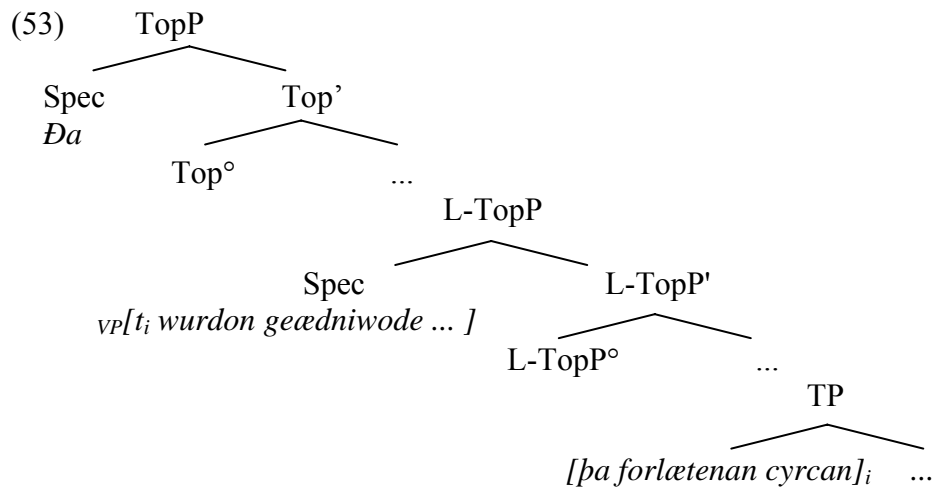 (53) TopP
Spec Top’
Ða
Top° ...
L-TopP
Spec L-TopP'
VP[ti wurdon geædniwode ... ]
L-TopP° ...
TP
[þa forlætenan cyrcan]i ...